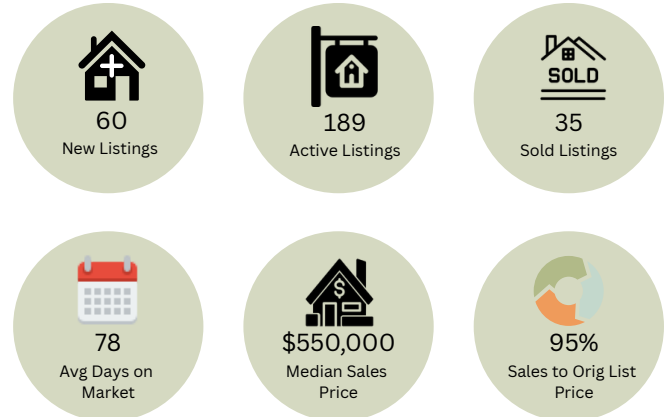 SOLD
60
New Listings
189
Active Listings
35
Sold Listings
$
78
Avg Days on
Market
$550,000
Median Sales
Price
95%
Sales to Orig List
Price